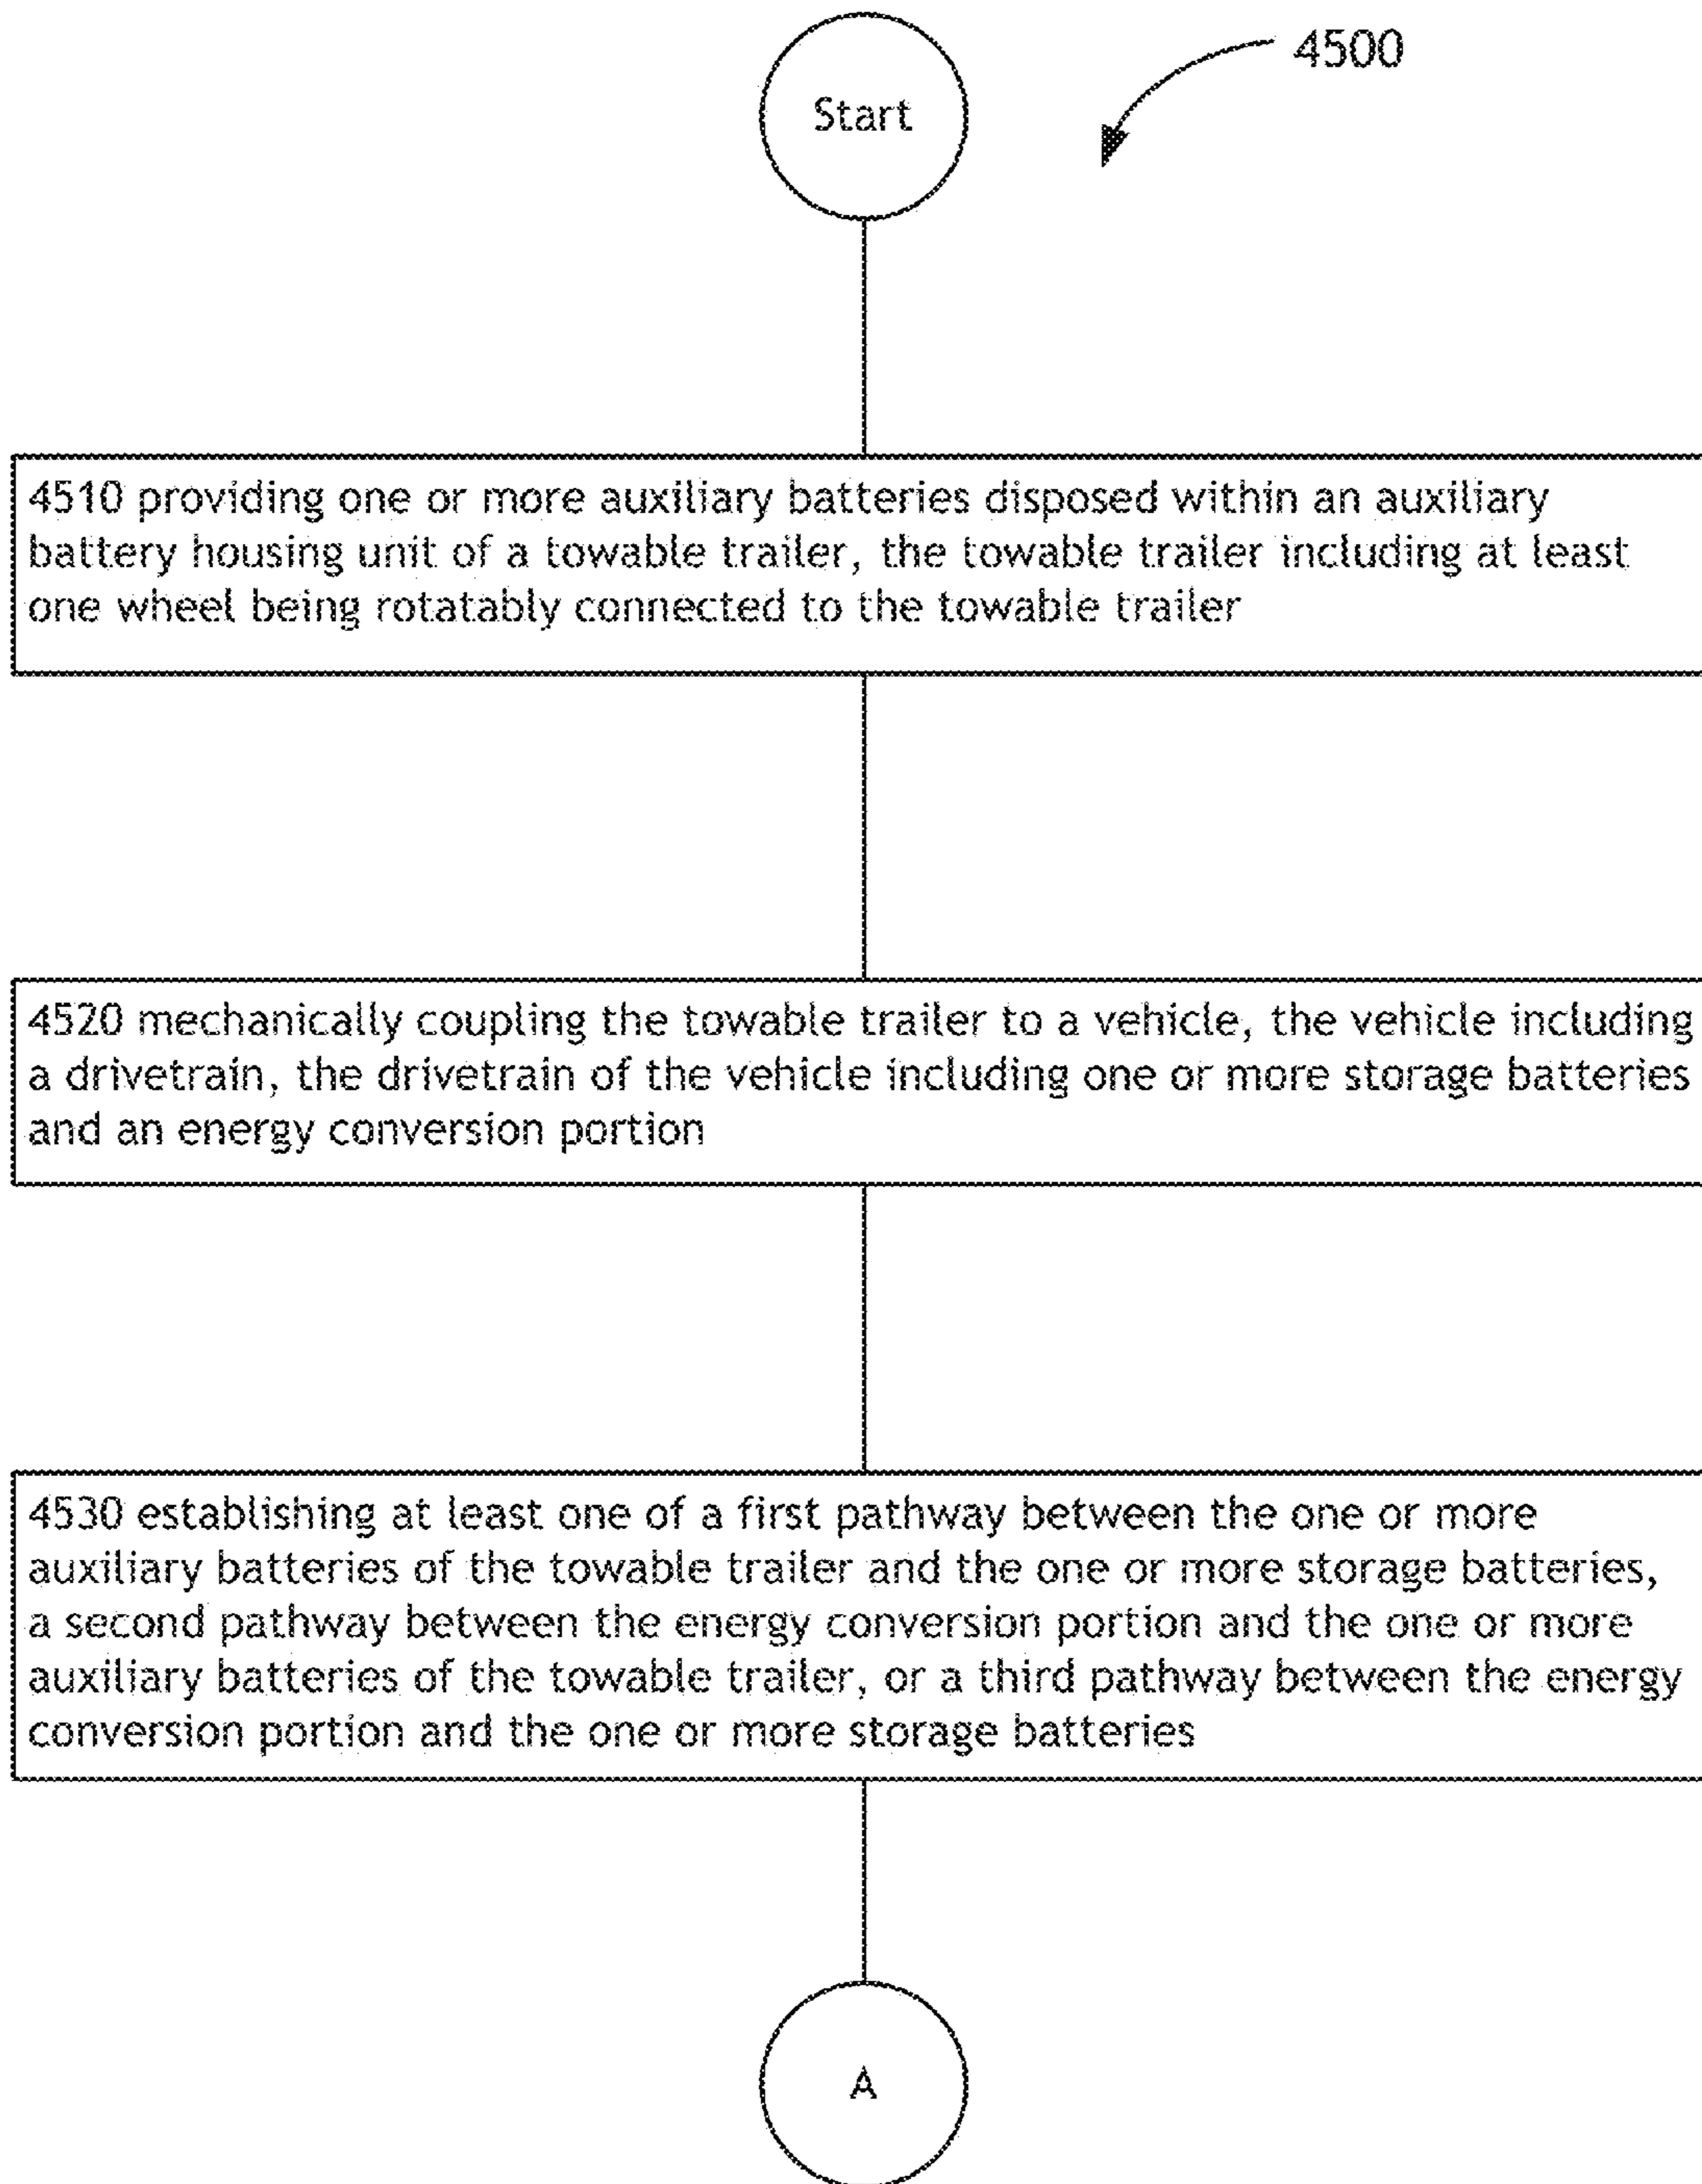 Start
4500
4510 providing one or more auxiliary batteries disposed within an auxiliary
battery housing unit of a towable trailer, the towable trailer including at least
one wheel being rotatably connected to the towable trailer
4520 mechanically coupling the towable trailer to a vehicle, the vehicle including
a drivetrain, the drivetrain of the vehicle including one or more storage batteries
and an energy conversion portion
4530 establishing at least one of a first pathway between the one or more
auxiliary batteries of the towable trailer and the one or more storage batteries,
a second pathway between the energy conversion portion and the one or more
auxiliary batteries of the towable trailer, or a third pathway between the energy
conversion portion and the one or more storage batteries
A